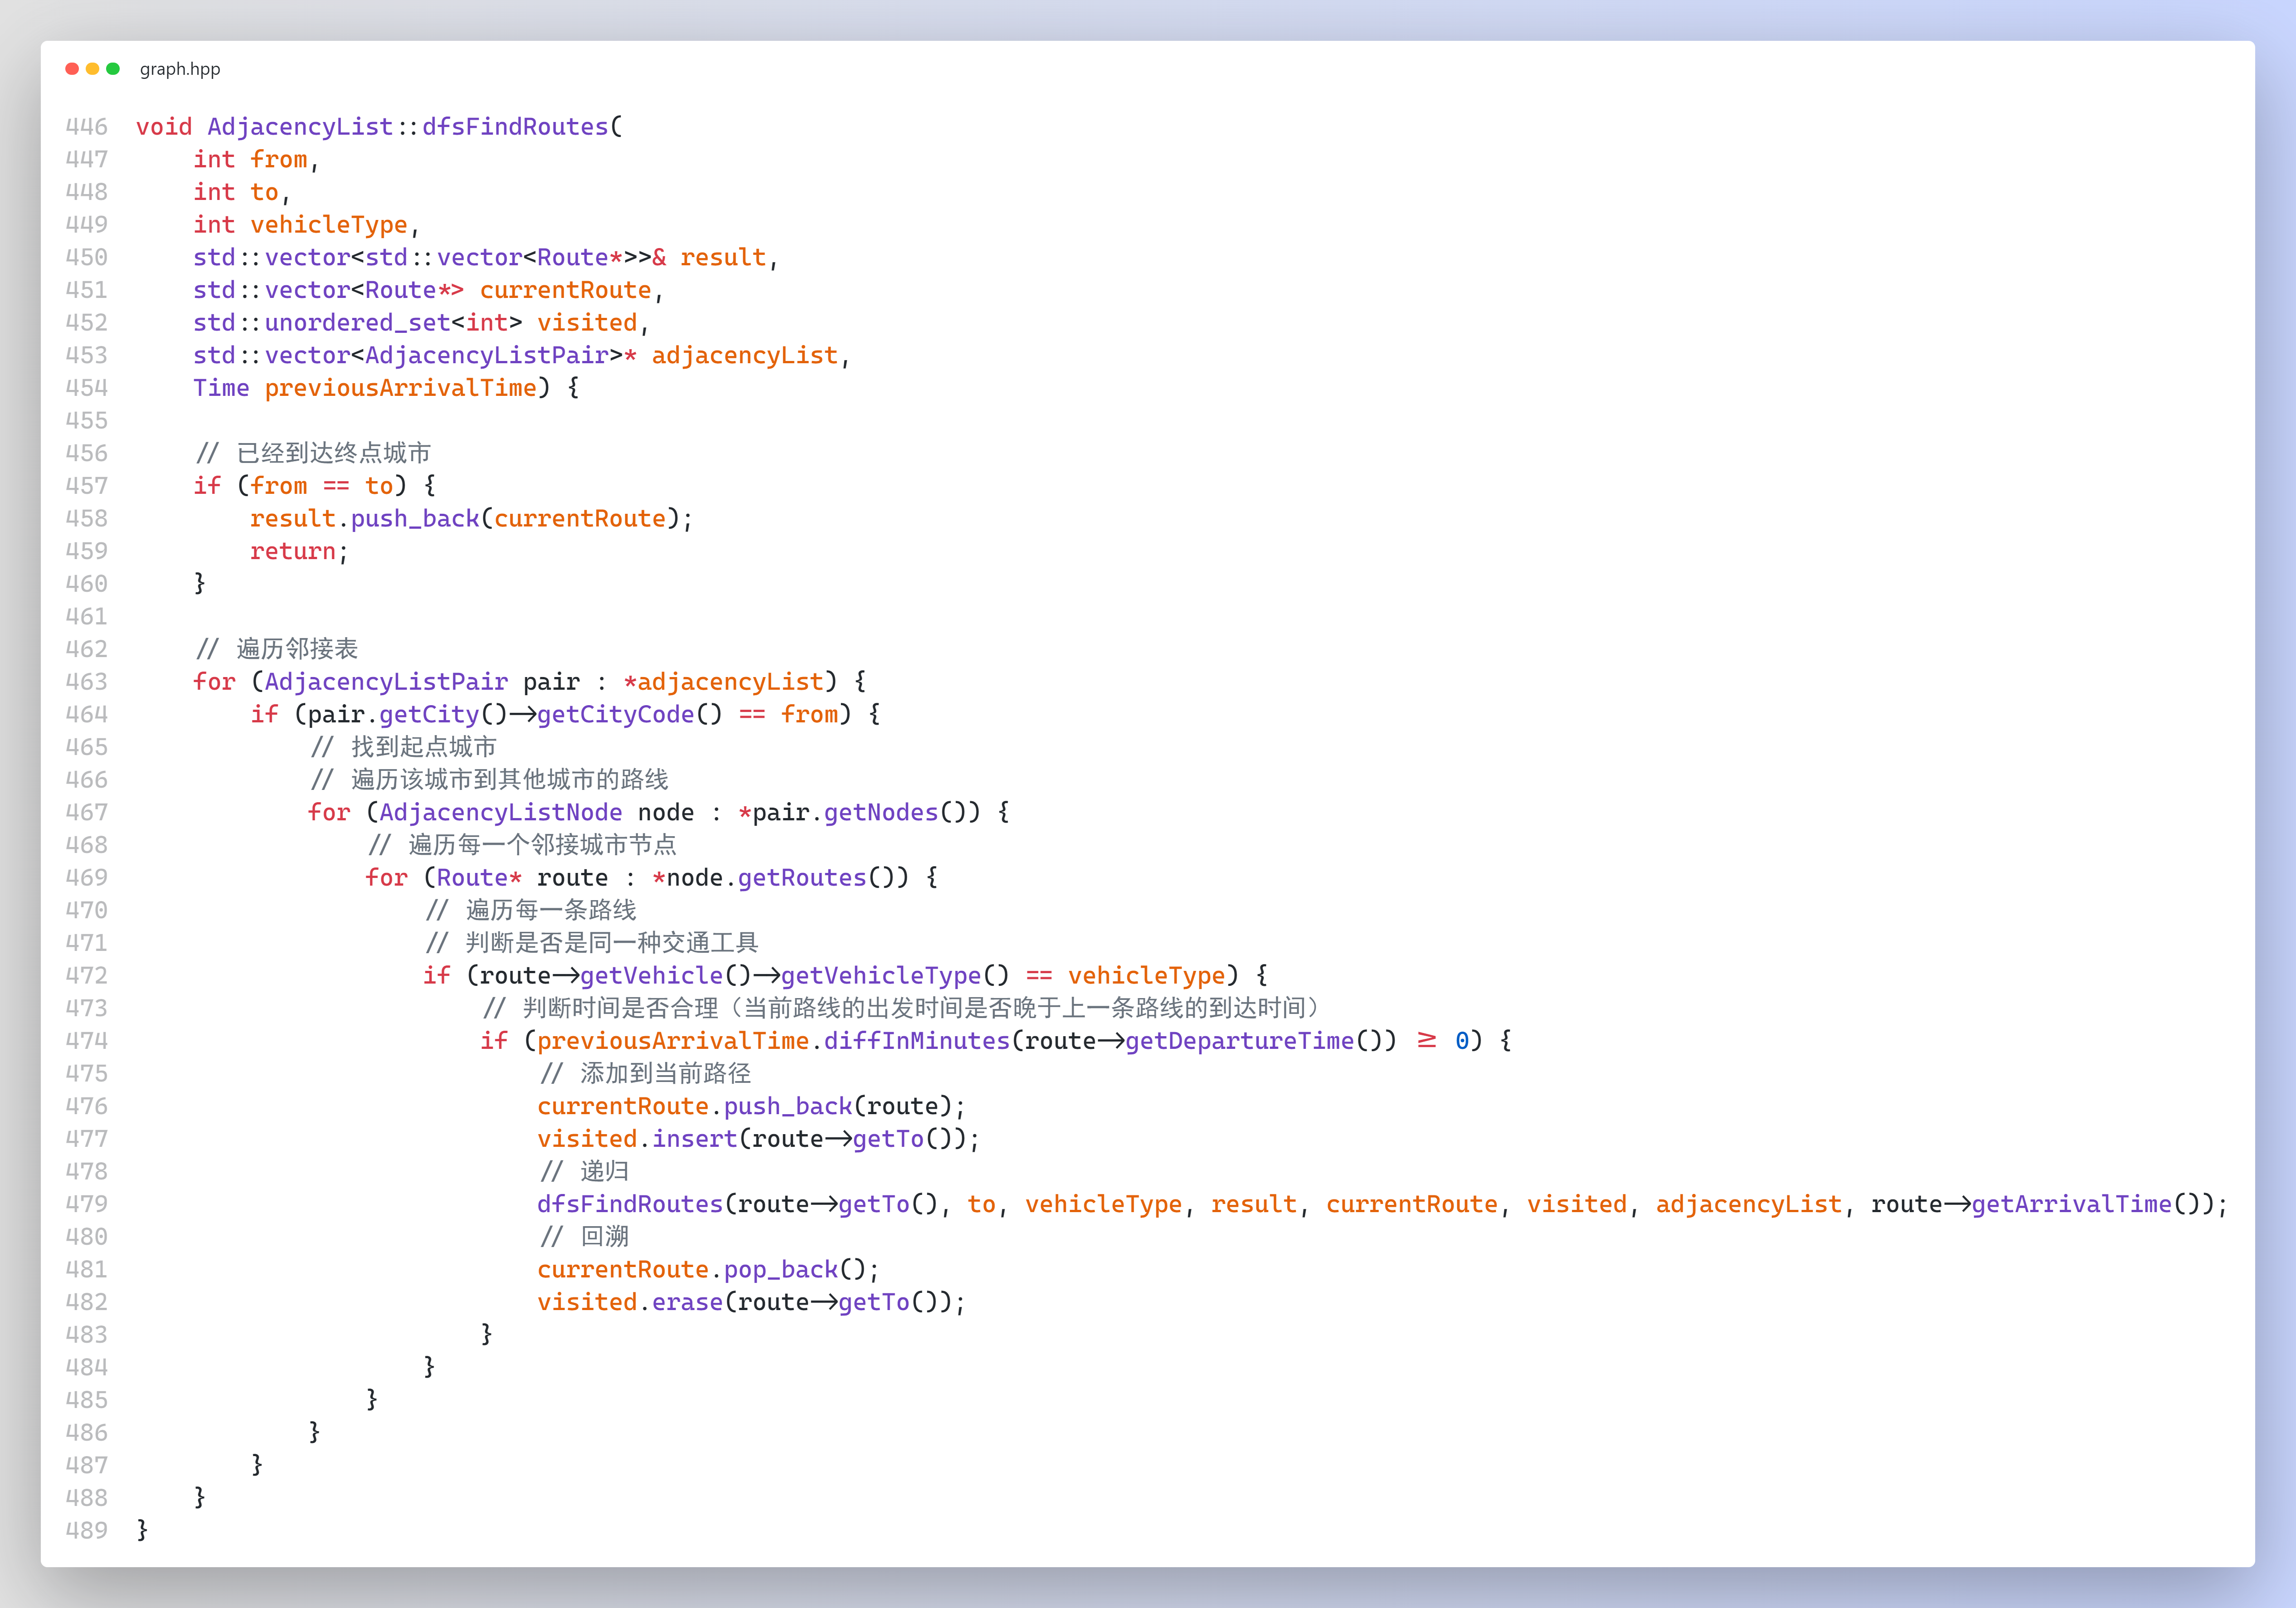 graph.hpp
446 void AdjacencyList::dfsFindRoutes(
447     int from,
448     int to,
449     int vehicleType,
450     std::vector<std::vector<Route*>>& result,
451     std::vector<Route*> currentRoute,
452     std::unordered_set<int> visited,
453     std::vector<AdjacencyListPair>* adjacencyList,
454     Time previousArrivalTime) {
455
456     // 已经到达终点城市
457     if (from == to) {
458         result.push_back(currentRoute);
459         return;
460     }
461
462     // 遍历邻接表
463     for (AdjacencyListPair pair : *adjacencyList) {
464         if (pair.getCity()->getCityCode() == from) {
465             // 找到起点城市
466             // 遍历该城市到其他城市的路线
467             for (AdjacencyListNode node : *pair.getNodes()) {
468                 // 遍历每一个邻接城市节点
469                 for (Route* route : *node.getRoutes()) {
470                     // 遍历每一条路线
471                     // 判断是否是同一种交通工具
472                     if (route->getVehicle()->getVehicleType() == vehicleType) {
473                         // 判断时间是否合理（当前路线的出发时间是否晚于上一条路线的到达时间）
474                         if (previousArrivalTime.diffInMinutes(route->getDepartureTime()) >= 0) {
475                             // 添加到当前路径
476                             currentRoute.push_back(route);
477                             visited.insert(route->getTo());
478                             // 递归
479                             dfsFindRoutes(route->getTo(), to, vehicleType, result, currentRoute, visited, adjacencyList, route->getArrivalTime());
480                             // 回溯
481                             currentRoute.pop_back();
482                             visited.erase(route->getTo());
483                         }
484                     }
485                 }
486             }
487         }
488     }
489 }